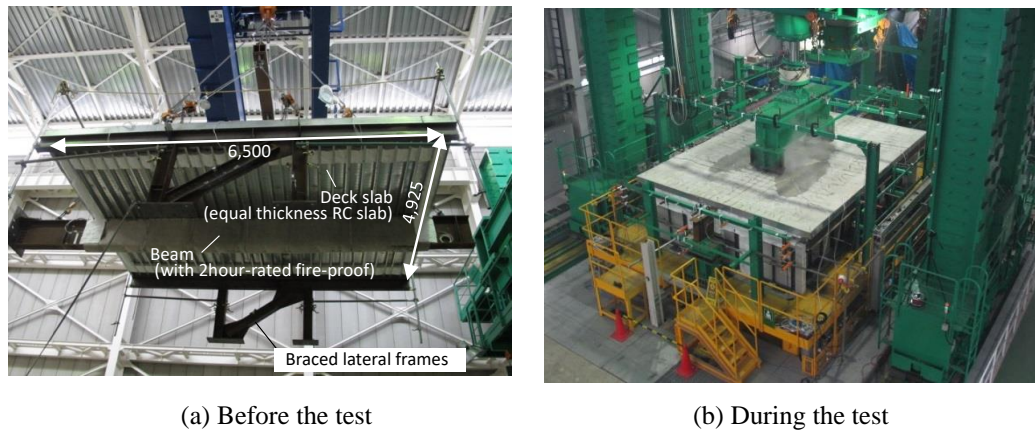 6,500
4,925
Deck slab
(equal thickness RC slab)
Beam
(with 2hour-rated fire-proof)
Braced lateral frames
A
(a) Before the test
(b) During the test